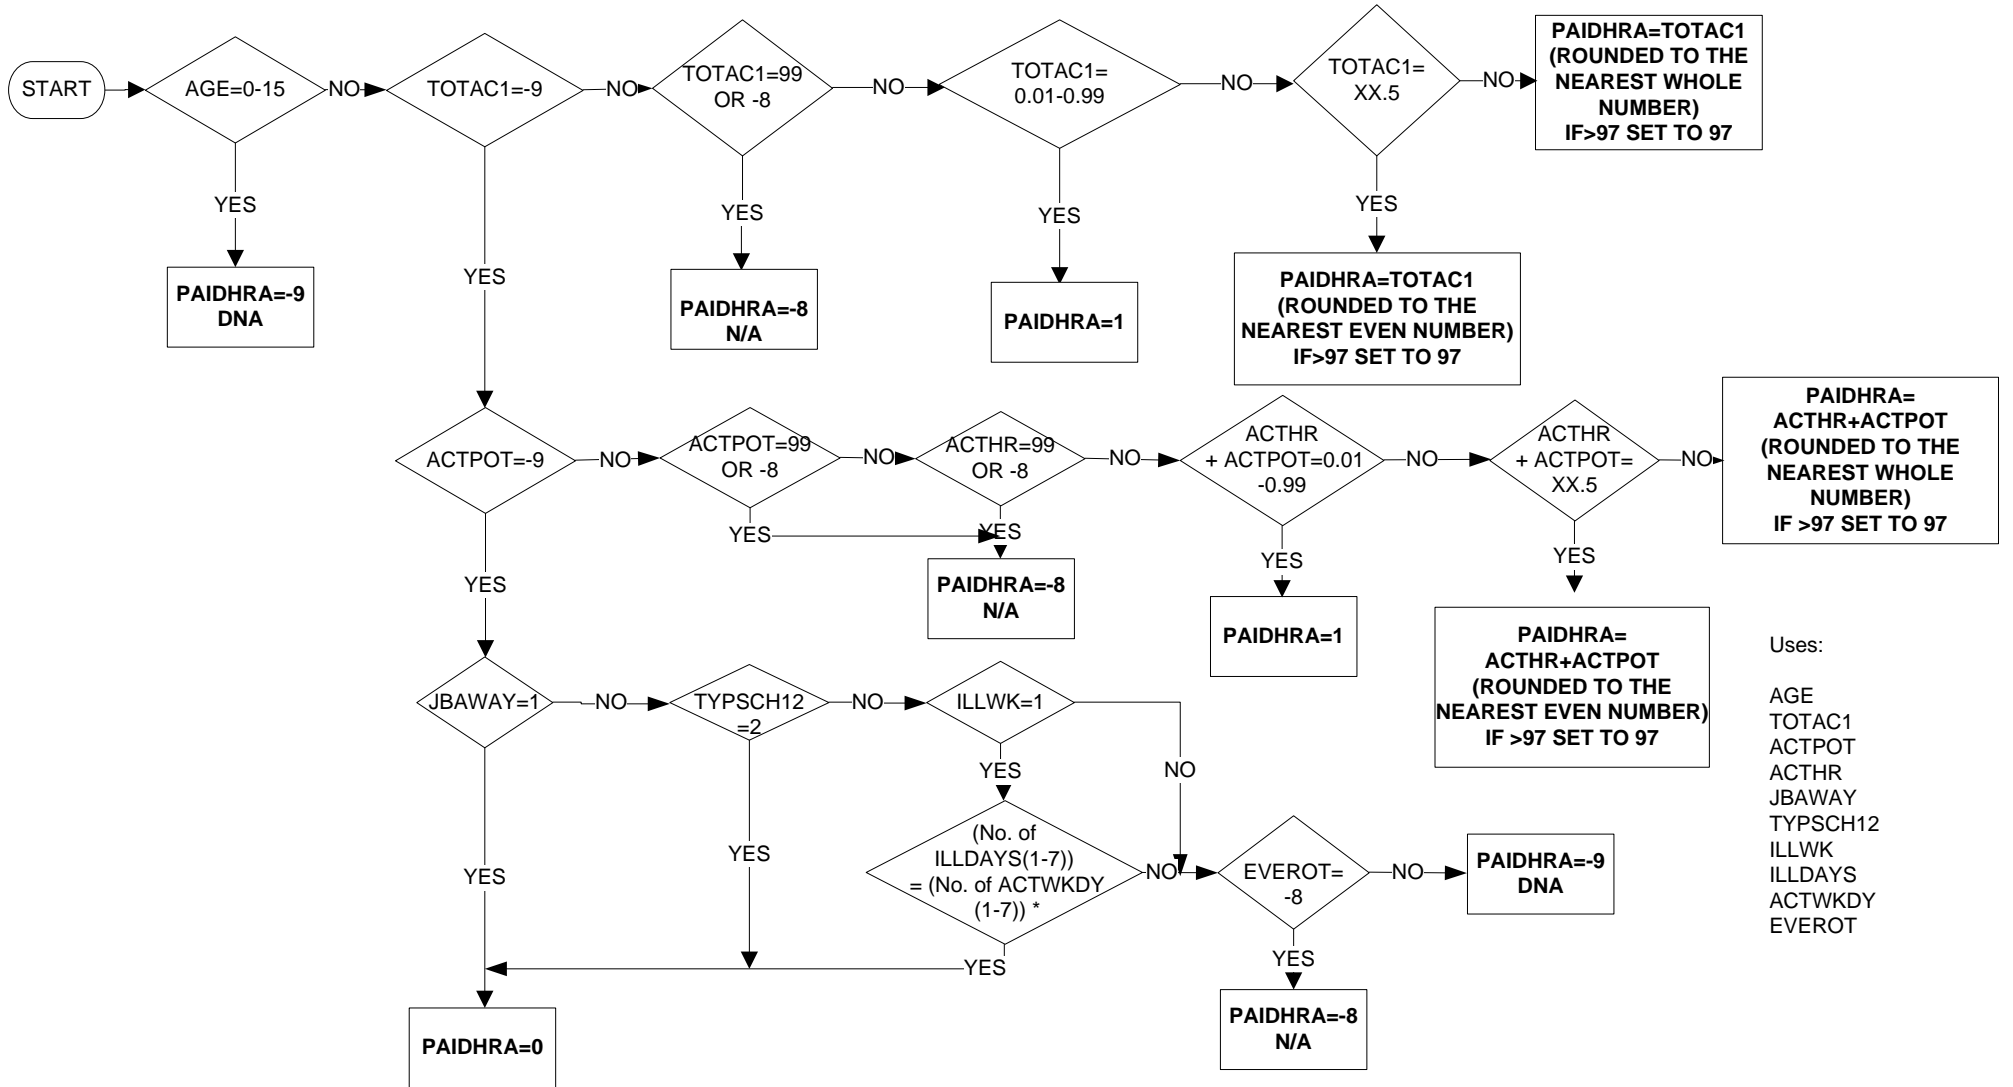 START
AGE=0-15
NO
TOTAC1=-9
NO
TOTAC1=99
OR -8
NO
TOTAC1=
0.01-0.99
NO
TOTAC1=
XX.5
NO
PAIDHRA=TOTAC1
(ROUNDED TO THE
NEAREST WHOLE
NUMBER)
IF>97 SET TO 97
YES
YES
YES
YES
YES
PAIDHRA=-9
DNA
PAIDHRA=-8
N/A
PAIDHRA=1
PAIDHRA=TOTAC1
(ROUNDED TO THE
NEAREST EVEN NUMBER)
IF>97 SET TO 97
ACTPOT=-9
NO
ACTPOT=99
OR -8
NO
ACTHR=99
OR -8
NO
ACTHR
+ ACTPOT=0.01
-0.99
NO
ACTHR
+ ACTPOT=
XX.5
NO
PAIDHRA=
ACTHR+ACTPOT
(ROUNDED TO THE
NEAREST WHOLE
NUMBER)
IF >97 SET TO 97
YES
YES
YES
YES
YES
PAIDHRA=-8
N/A
PAIDHRA=1
PAIDHRA=
ACTHR+ACTPOT
(ROUNDED TO THE
NEAREST EVEN NUMBER)
IF >97 SET TO 97
JBAWAY=1
NO
TYPSCH12
=2
NO
ILLWK=1
NO
YES
YES
YES
(No. of
ILLDAYS(1-7))
= (No. of ACTWKDY
(1-7)) *
NO
EVEROT=
-8
NO
PAIDHRA=-9
DNA
YES
YES
PAIDHRA=0
PAIDHRA=-8
N/A
Uses:
AGE
TOTAC1
ACTPOT
ACTHR
JBAWAY
TYPSCH12
ILLWK
ILLDAYS
ACTWKDY
EVEROT